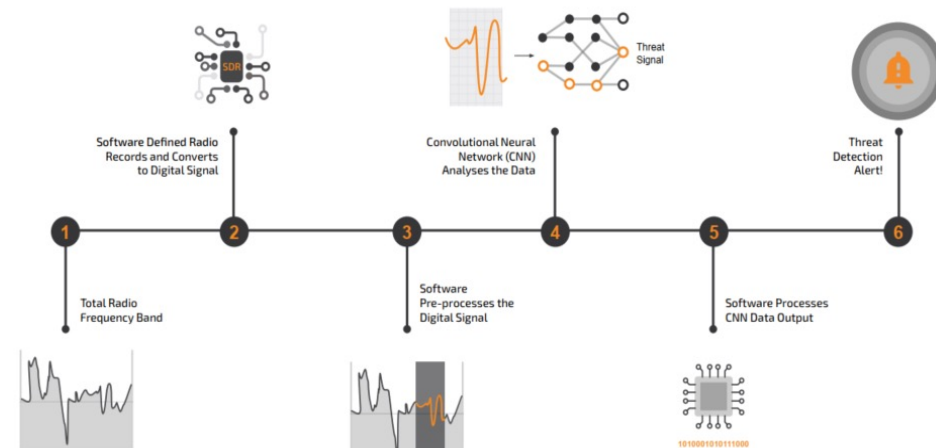 SDR
Threat
Signal
Software Defined Radio
Records and Converts
to Digital Signal
Convolutional Neural
Network (CNN)
Analyses the Data
Threat
Detection
Alert!
1
2
3
4
5
6
Total Radio
Frequency Band
Software
Pre-processes the
Digital Signal
Software Processes
CNN Data Output
1010001010111000